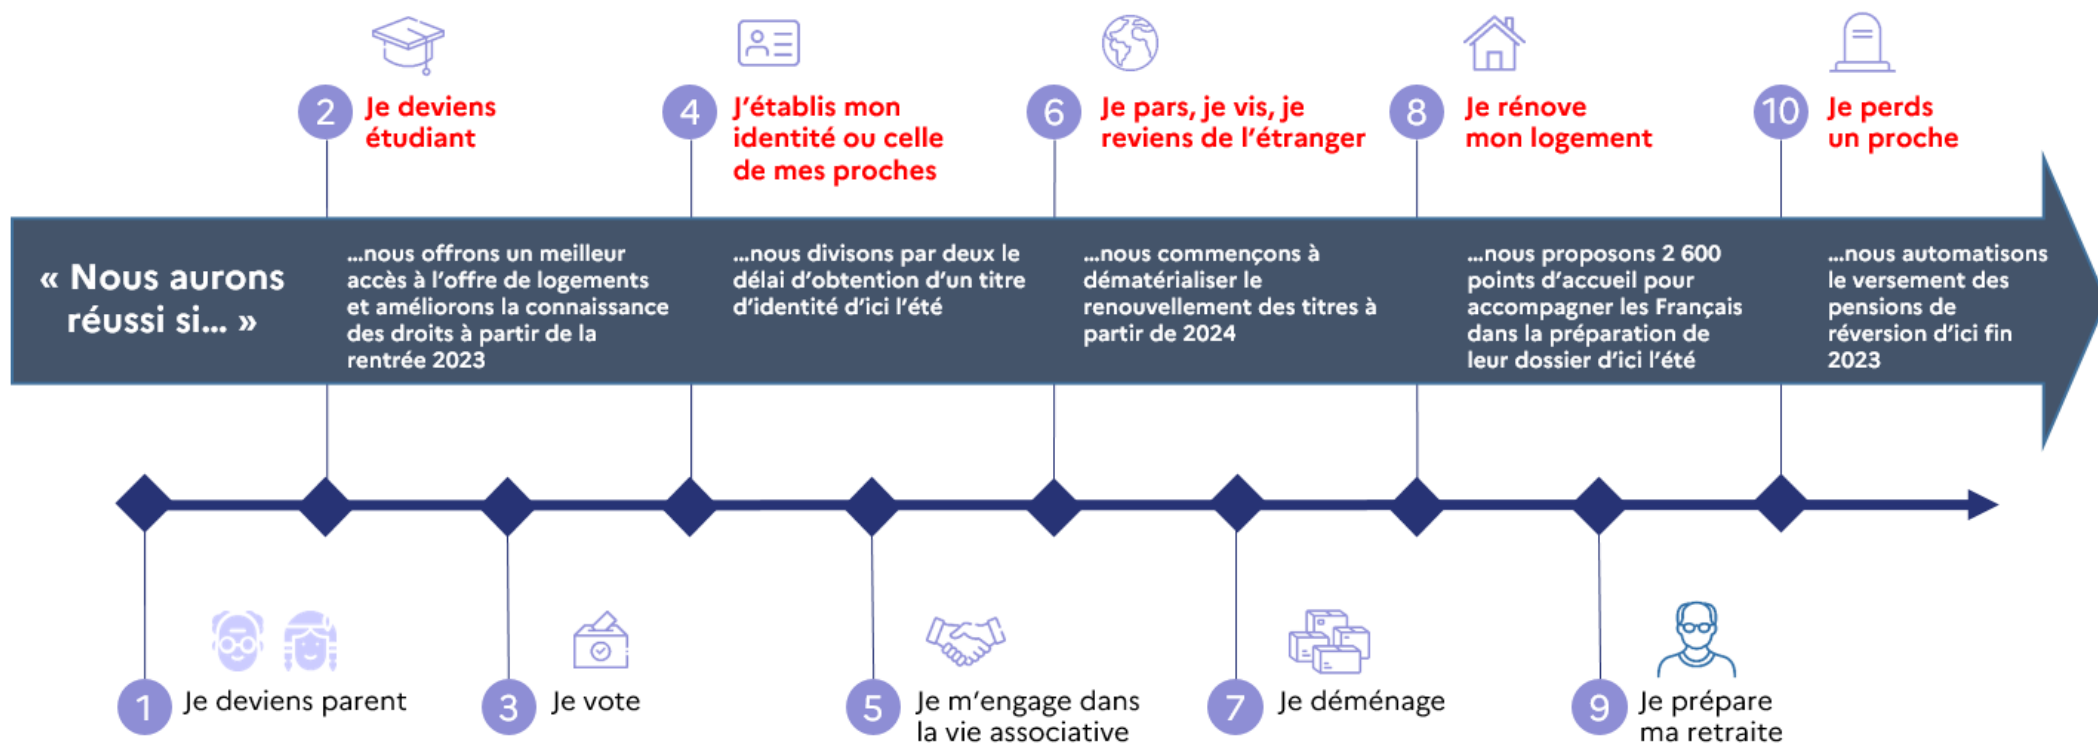 2
Je deviens
étudiant
4
J'établis mon
identité ou celle
de mes proches
6
Je pars, je vis, je
reviens de l'étranger
8
Je rénove
mon logement
10
Je perds
un proche
« Nous aurons
réussi si... »
...nous offrons un meilleur
accès à l'offre de logements
et améliorons la connaissance
des droits à partir de la
rentrée 2023
...nous divisons par deux le
délai d'obtention d'un titre
d'identité d'ici l'été
...nous commençons à
dématérialiser le
renouvellement des titres à
partir de 2024
...nous proposons 2 600
points d'accueil pour
accompagner les Français
dans la préparation de
leur dossier d'ici l'été
...nous automatisons
le versement des
pensions de
réversion d'ici fin
2023
1
Je deviens parent
3
Je vote
5
Je m'engage dans
la vie associative
7
Je déménage
9
Je prépare
ma retraite